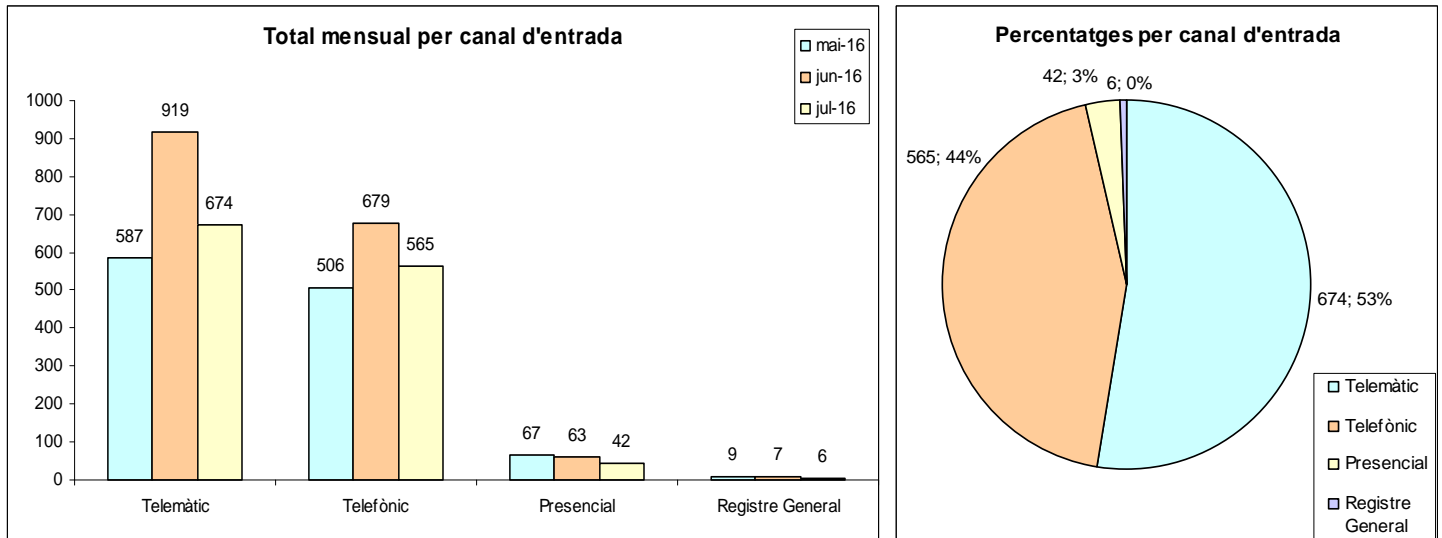 Total mensual per canal d'entrada
mai-16
jun-16
jul-16
1000
900
800
700
600
500
400
300
200
100
0
587
919
674
506
679
565
67
63
42
9
7
6
Telemàtic
Telefònic
Presencial
Registre General
Percentatges per canal d'entrada
42; 3%
6; 0%
565; 44%
674; 53%
Telemàtic
Telefònic
Presencial
Registre
General